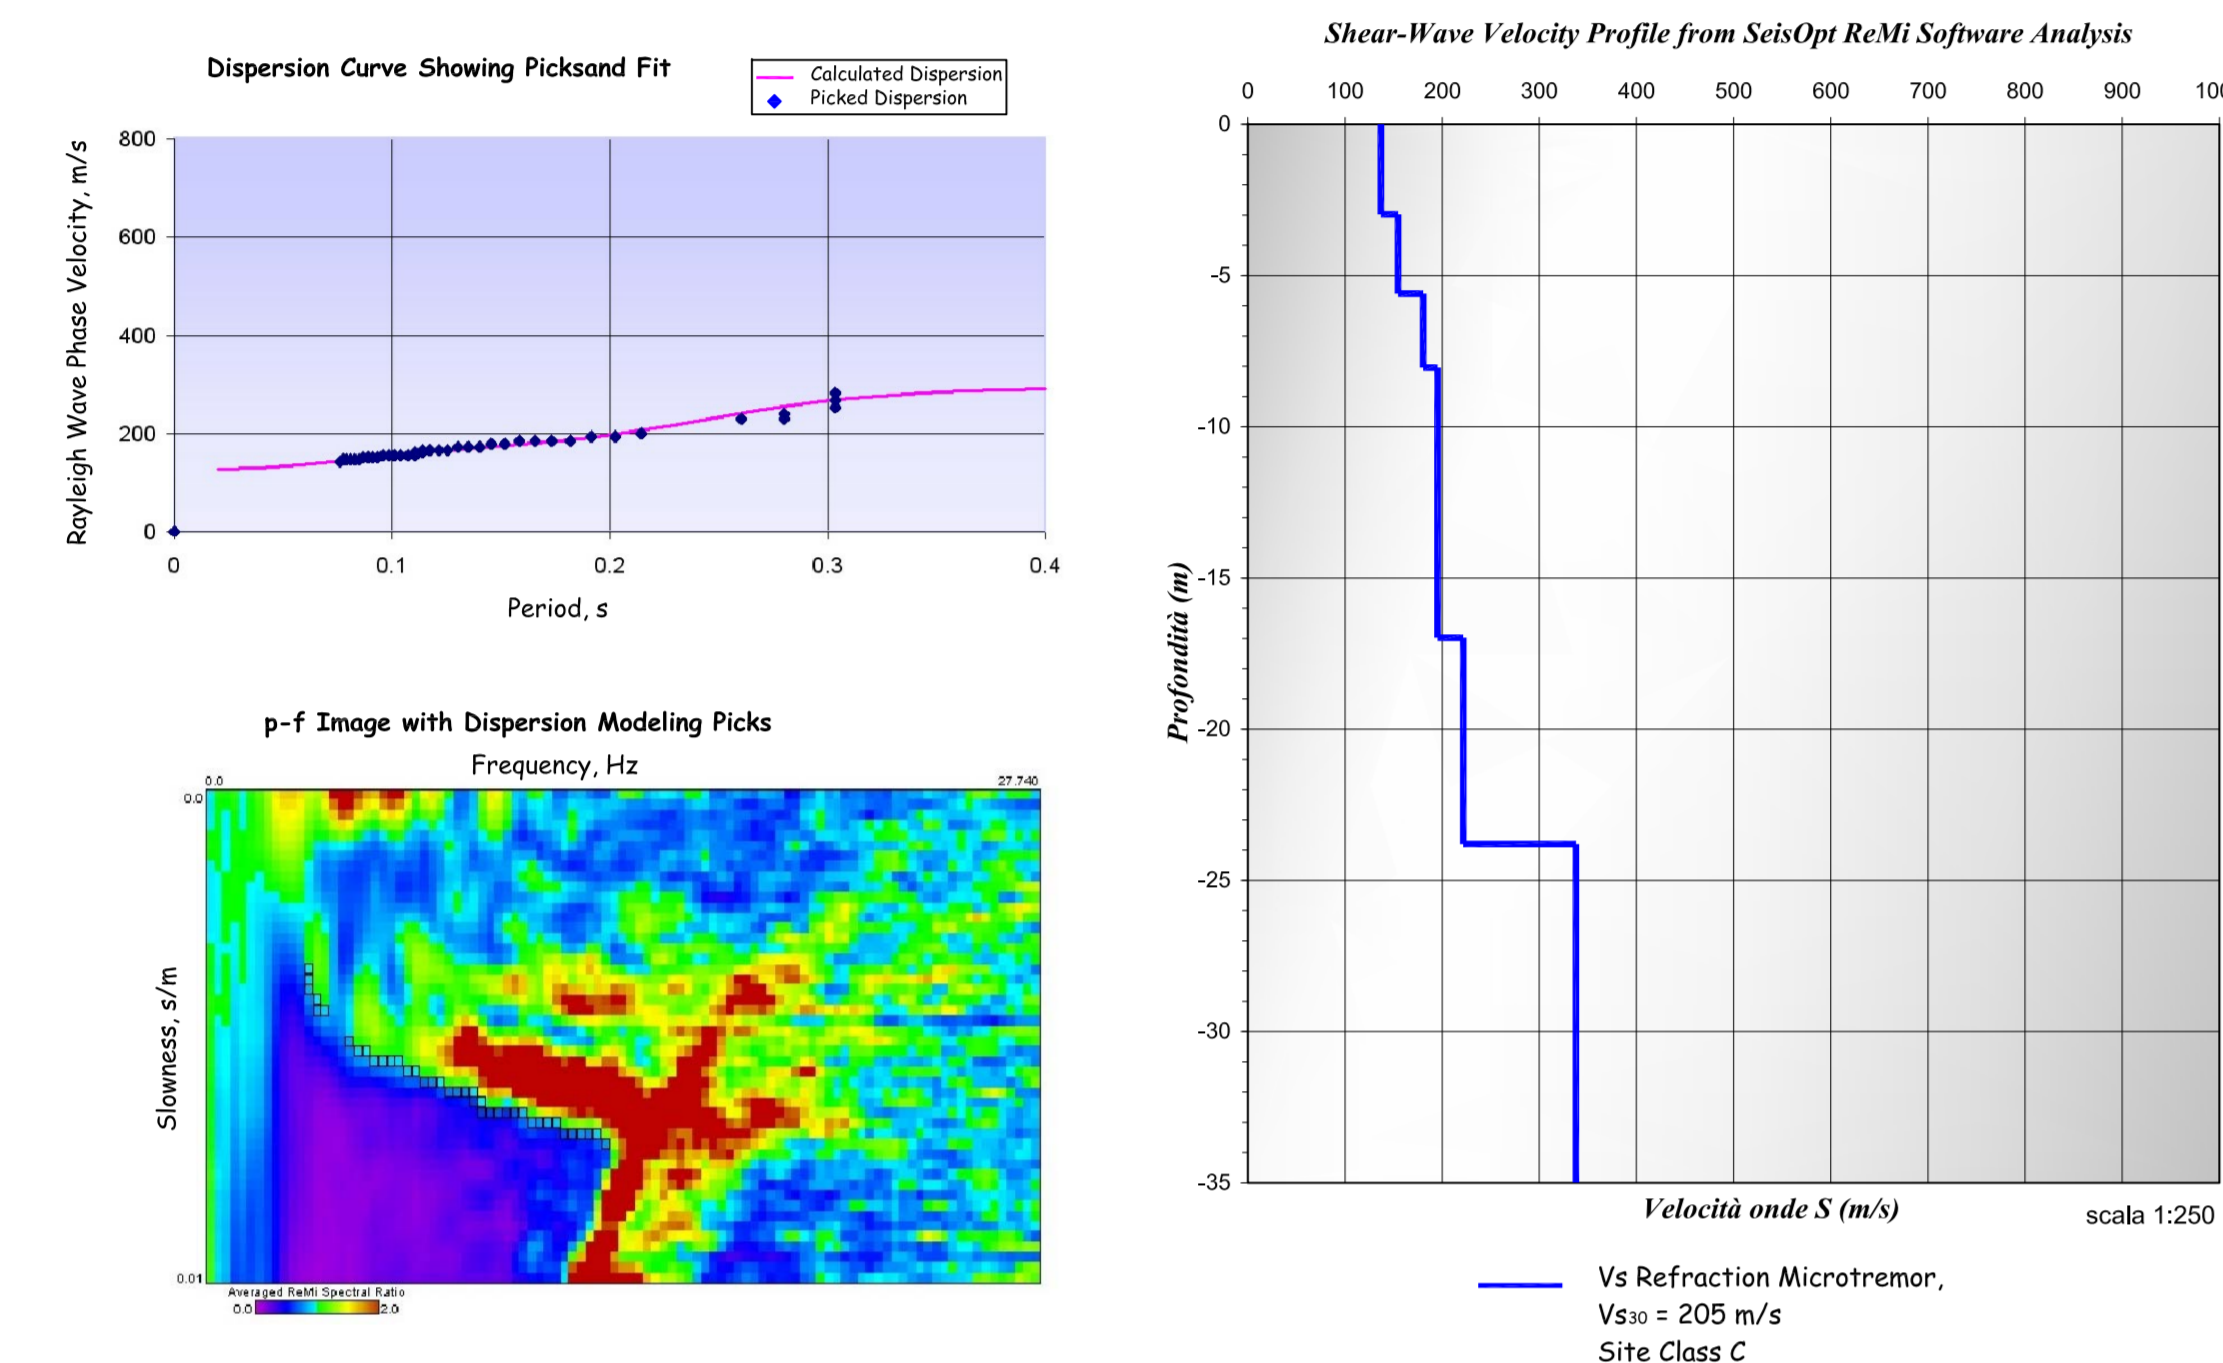 Dispersion Curve Showing Picksand Fit
Calculated Dispersion
Picked Dispersion
Rayleigh Wave Phase Velocity, m/s
800
600
400
200
0
0 0.1 0.2 0.3 0.4
Period, s
p-f Image with Dispersion Modeling Picks
Frequency, Hz
0.0 27.740
0.0
Slowness, s/m
0.01
Averaged ReMi Spectral Ratio
0.0 2.0
Shear-Wave Velocity Profile from SeisOpt ReMi Software Analysis
0 100 200 300 400 500 600 700 800 900 100
0
-5
-10
-15
-20
-25
-30
-35
Profondità (m)
Velocità onde S (m/s)
scala 1:250
Vs Refraction Microtremor,
Vs30 = 205 m/s
Site Class C